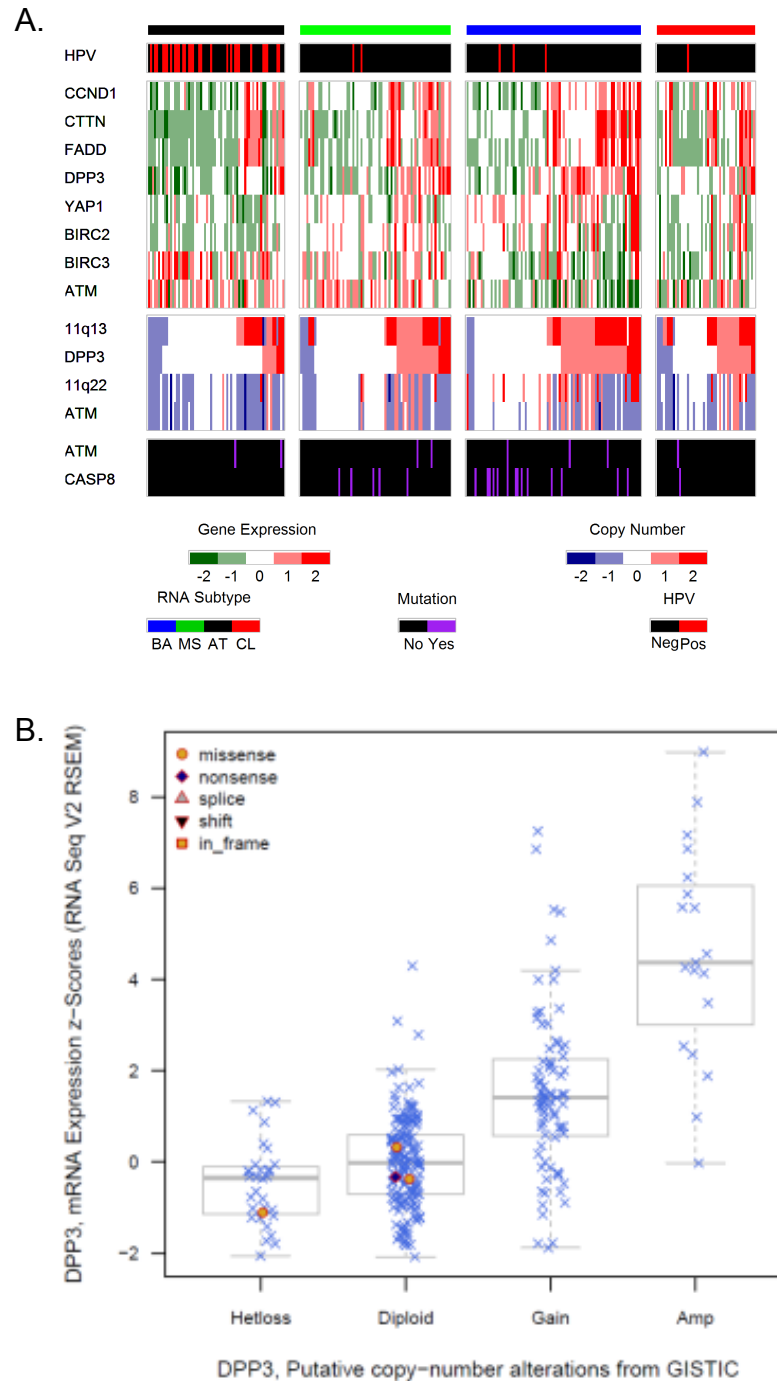 A.
HPV
CCND1
CTTN
FADD
DPP3
YAP1
BIRC2
BIRC3
ATM
11q13
DPP3
11q22
ATM
ATM
CASP8
Gene Expression
-2 -1 0 1 2
Copy Number
-2 -1 0 1 2
RNA Subtype
BA MS AT CL
Mutation
No Yes
HPV
Neg Pos
B.
DPP3, mRNA Expression z-Scores (RNA Seq V2 RSEM)
missense
nonsense
splice
shift
in_frame
8
6
4
2
0
−2
Hetloss Diploid Gain Amp
DPP3, Putative copy−number alterations from GISTIC